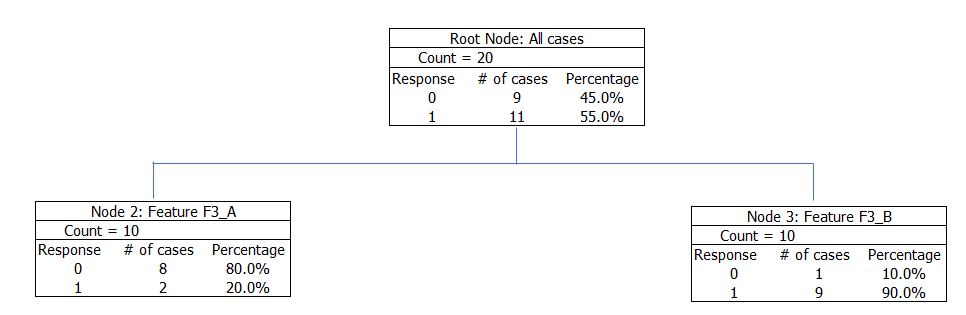 Root Node: All cases
Count = 20
Response # of cases Percentage
0 9 45.0%
1 11 55.0%
Node 2: Feature F3_A
Count = 10
Response # of cases Percentage
0 8 80.0%
1 2 20.0%
Node 3: Feature F3_B
Count = 10
Response # of cases Percentage
0 1 10.0%
1 9 90.0%